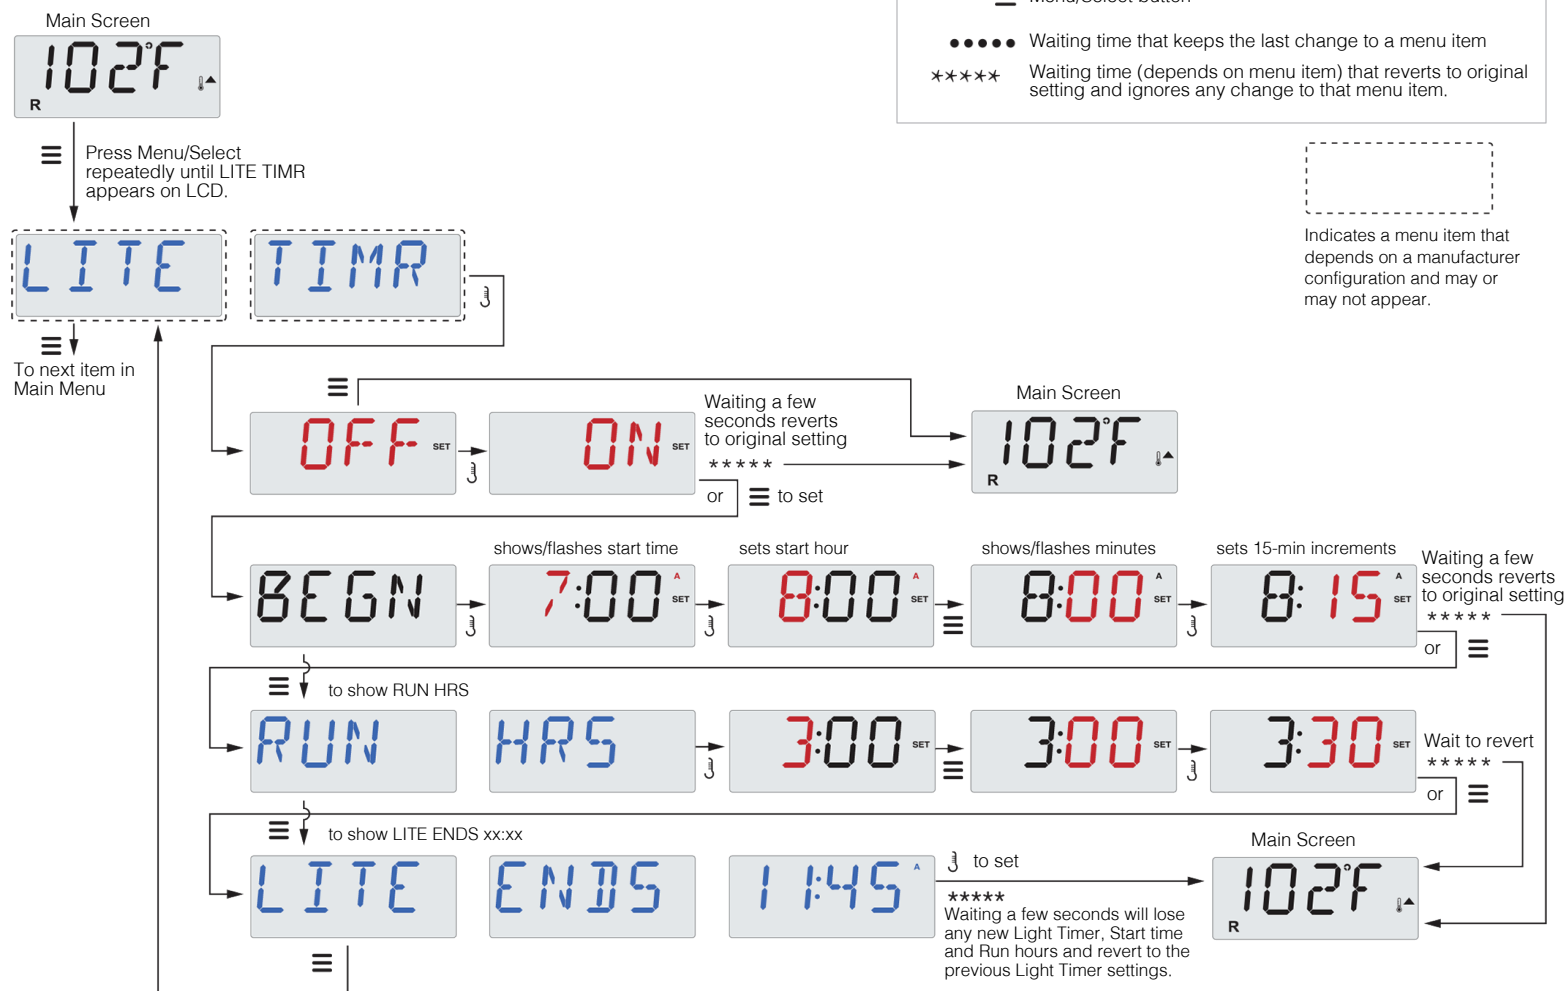 Menu/Select button
••••• Waiting time that keeps the last change to a menu item
***** Waiting time (depends on menu item) that reverts to original
setting and ignores any change to that menu item.
Indicates a menu item that
depends on a manufacturer
configuration and may or
may not appear.
Main Screen
102°F
R
Press Menu/Select
repeatedly until LITE TIMR
appears on LCD.
LITE TIMR
To next item in
Main Menu
OFF SET
ON SET
Waiting a few
seconds reverts
to original setting
*****
or
to set
Main Screen
102°F
R
BEGN
shows/flashes start time
7:00 A SET
sets start hour
8:00 A SET
shows/flashes minutes
8:00 A SET
sets 15-min increments
8:15 A SET
Waiting a few
seconds reverts
to original setting
*****
or
to show RUN HRS
RUN HRS
3:00 SET
3:00 SET
3:30 SET
Wait to revert
*****
or
to show LITE ENDS xx:xx
LITE ENDS 11:45 A
to set
*****
Waiting a few seconds will lose
any new Light Timer, Start time
and Run hours and revert to the
previous Light Timer settings.
Main Screen
102°F
R